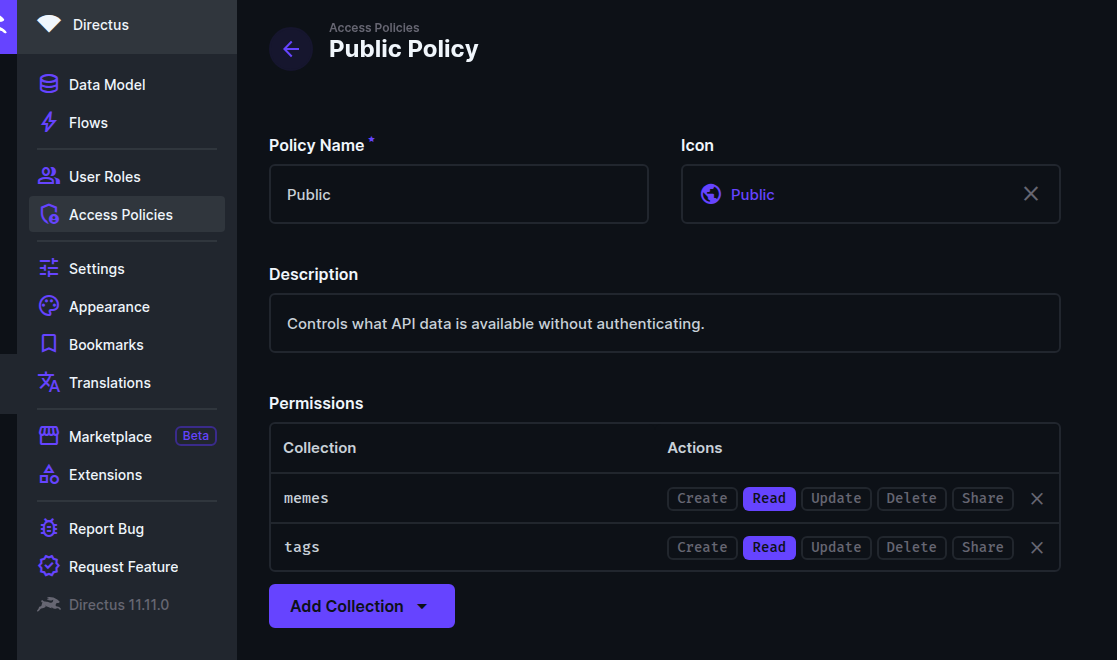 Directus
Data Model
Flows
User Roles
Access Policies
Settings
Appearance
Bookmarks
Translations
Marketplace Beta
Extensions
Report Bug
Request Feature
Directus 11.11.0
Access Policies
Public Policy
Policy Name *
Icon
Public
Public
Description
Controls what API data is available without authenticating.
Permissions
Collection Actions
memes Create Read Update Delete Share
tags Create Read Update Delete Share
Add Collection